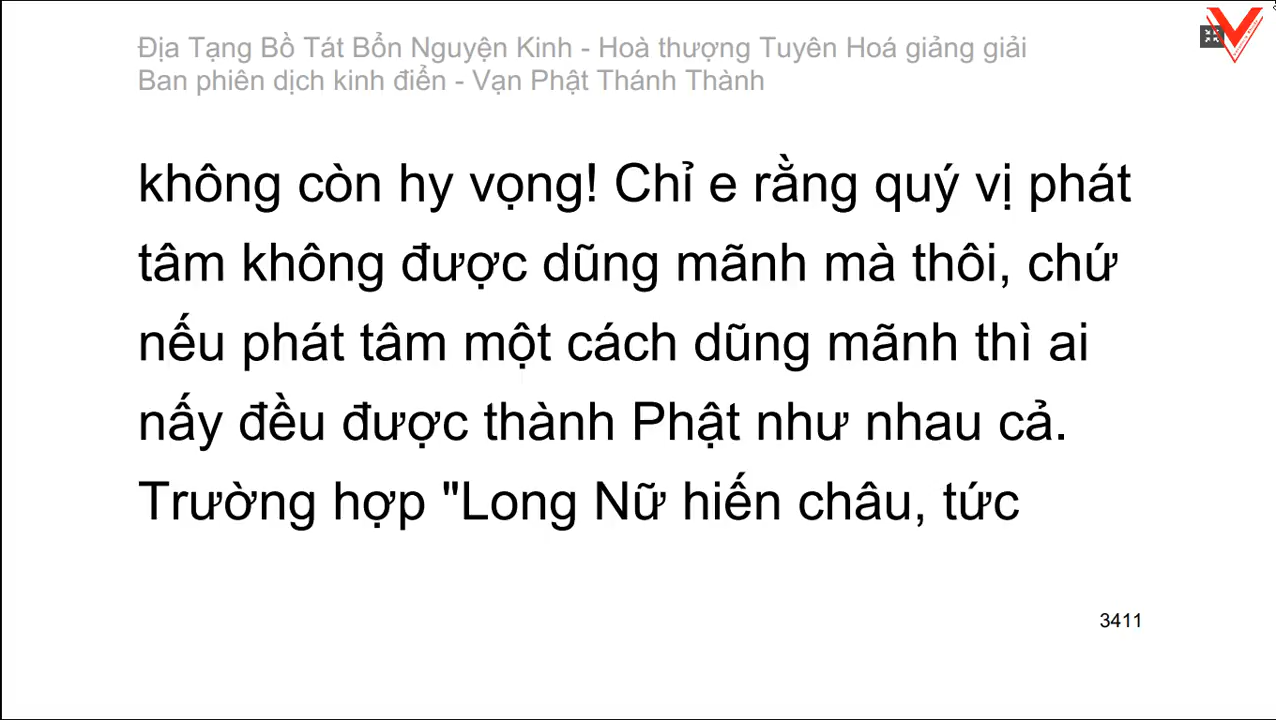 Địa Tạng Bồ Tát Bổn Nguyện Kinh - Hoà thượng Tuyên Hoá giảng giải
Ban phiên dịch kinh điển - Vạn Phật Thánh Thành
không còn hy vọng! Chỉ e rằng quý vị phát
tâm không được dũng mãnh mà thôi, chứ
nếu phát tâm một cách dũng mãnh thì ai
nấy đều được thành Phật như nhau cả.
Trường hợp "Long Nữ hiến châu, tức
3411